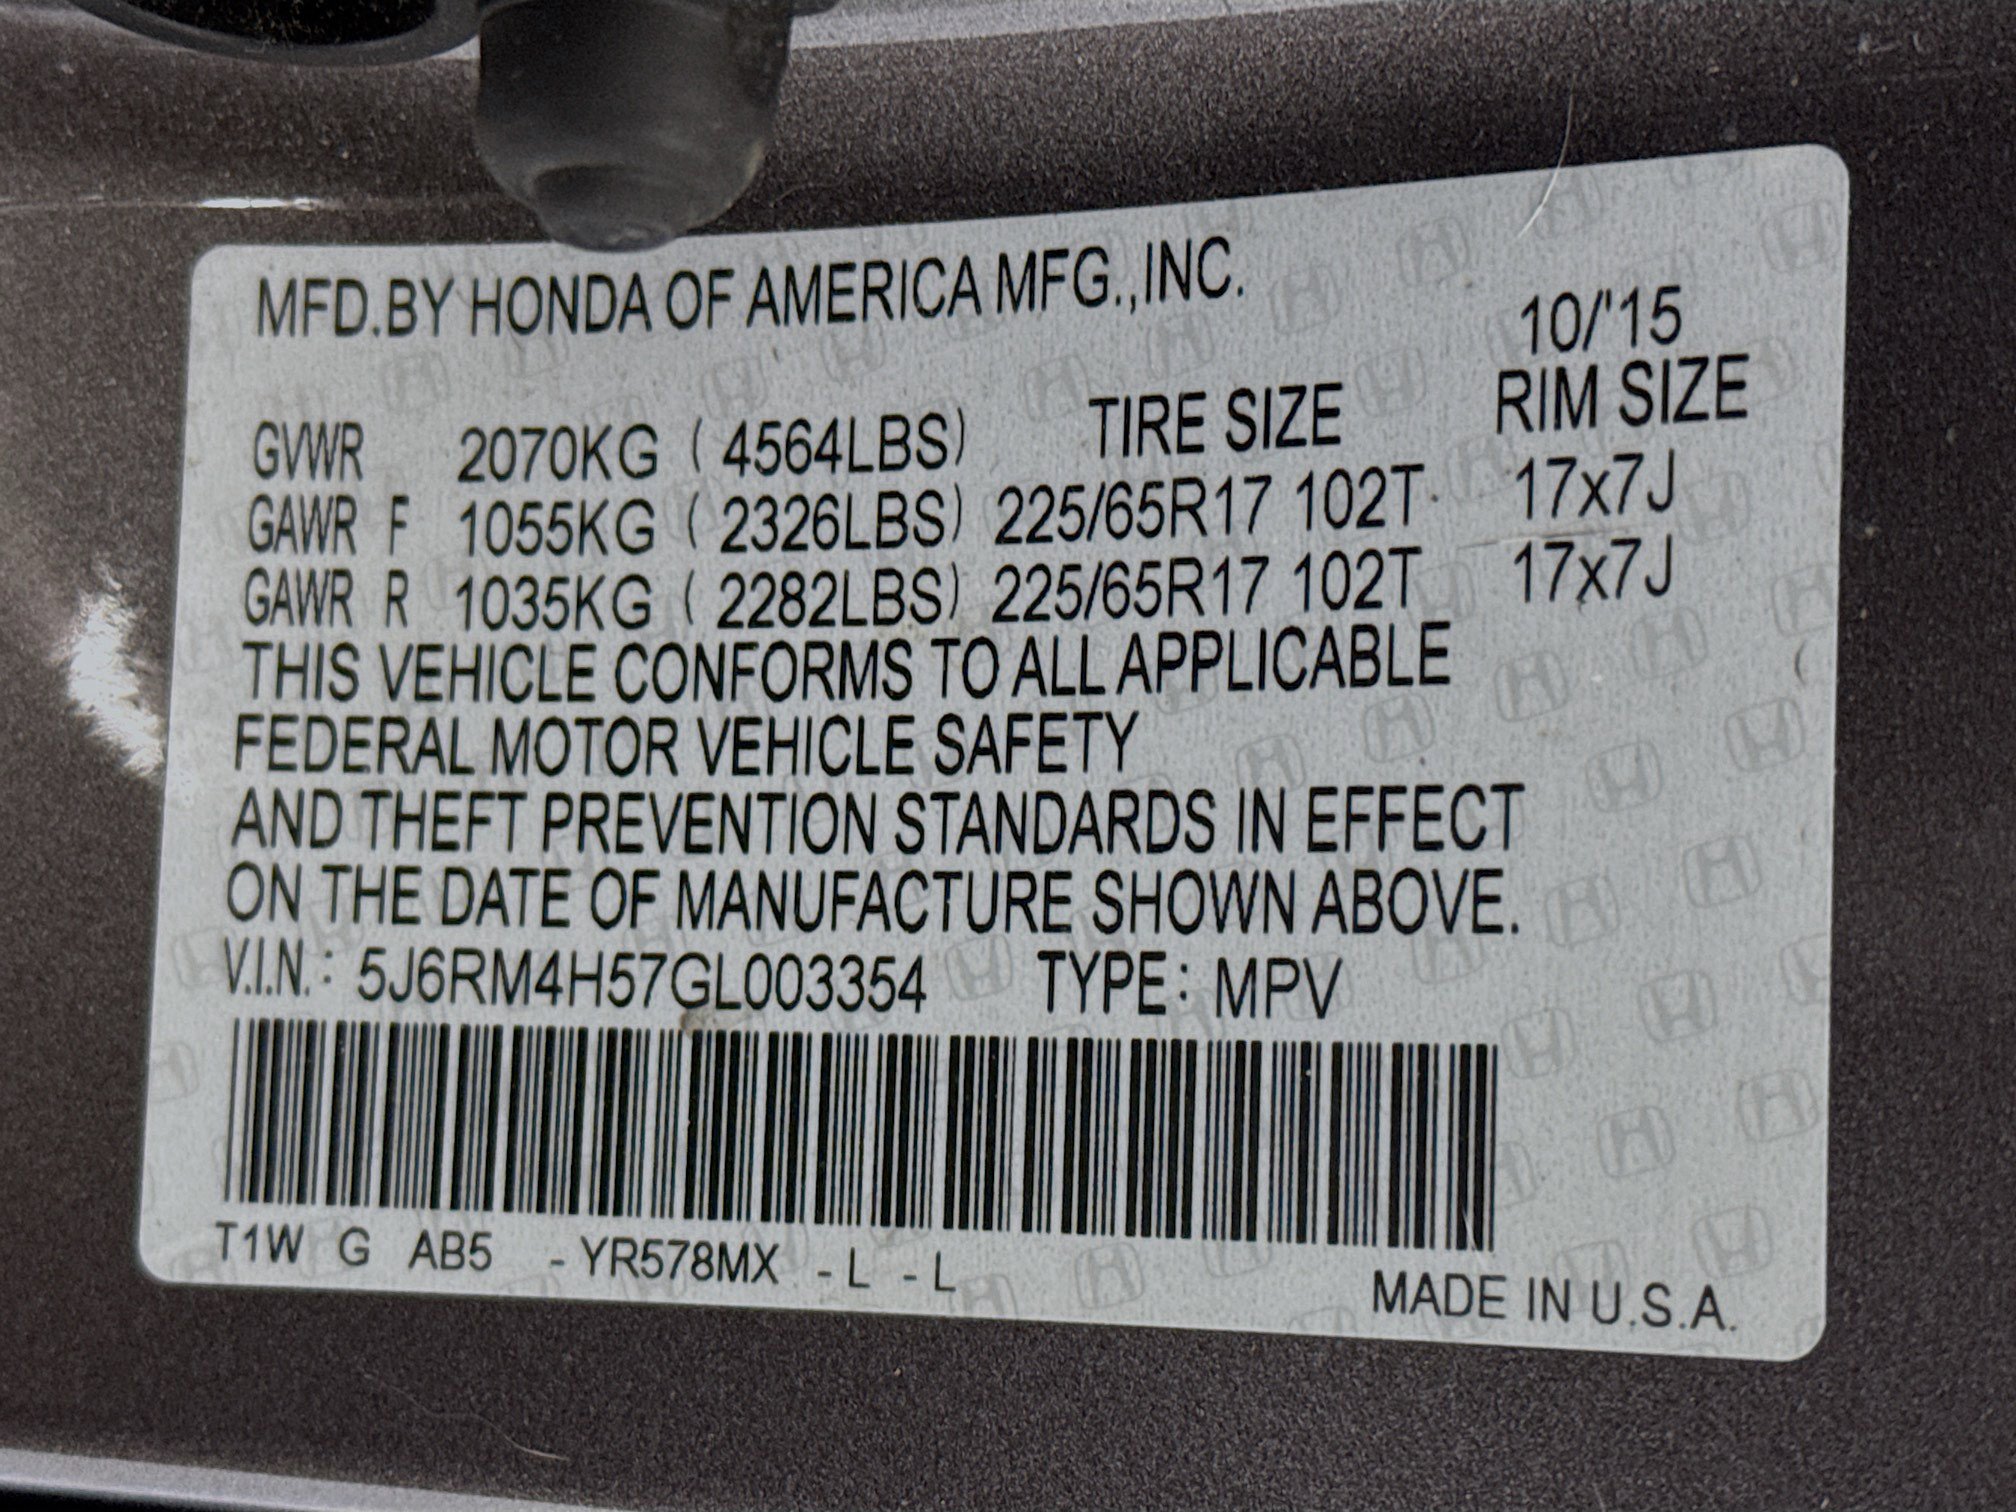 MFD.BY HONDA OF AMERICA MFG.,INC.
10/'15
TIRE SIZE RIM SIZE
GVWR 2070KG ( 4564LBS)
GAWR F 1055KG ( 2326LBS) 225/65R17 102T 17x7J
GAWR R 1035KG ( 2282LBS) 225/65R17 102T 17x7J
THIS VEHICLE CONFORMS TO ALL APPLICABLE
FEDERAL MOTOR VEHICLE SAFETY
AND THEFT PREVENTION STANDARDS IN EFFECT
ON THE DATE OF MANUFACTURE SHOWN ABOVE.
V.I.N.: 5J6RM4H57GL003354 TYPE: MPV
T1W G AB5 - YR578MX - L - L
MADE IN U.S.A.